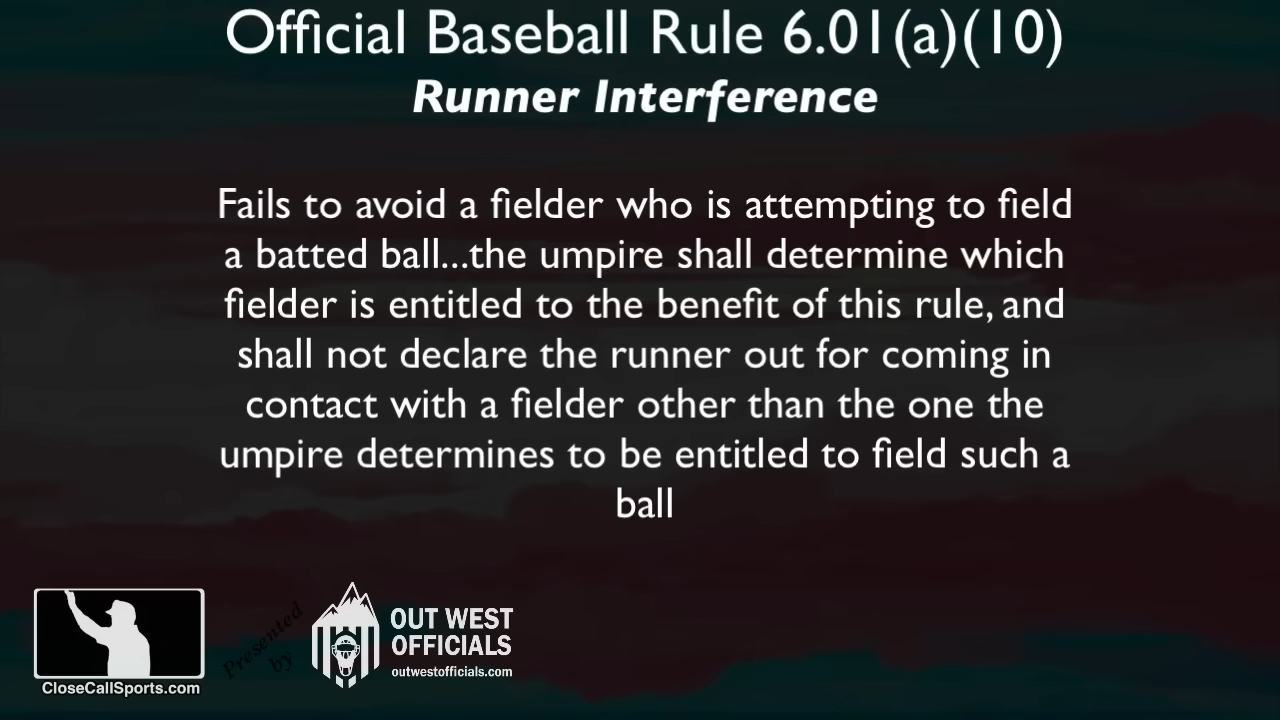 Official Baseball Rule 6.01(a)(10)
Runner Interference
Fails to avoid a fielder who is attempting to field
a batted ball...the umpire shall determine which
fielder is entitled to the benefit of this rule, and
shall not declare the runner out for coming in
contact with a fielder other than the one the
umpire determines to be entitled to field such a
ball
CloseCallSports.com
Presented
by
OUT WEST
OFFICIALS
outwestofficials.com